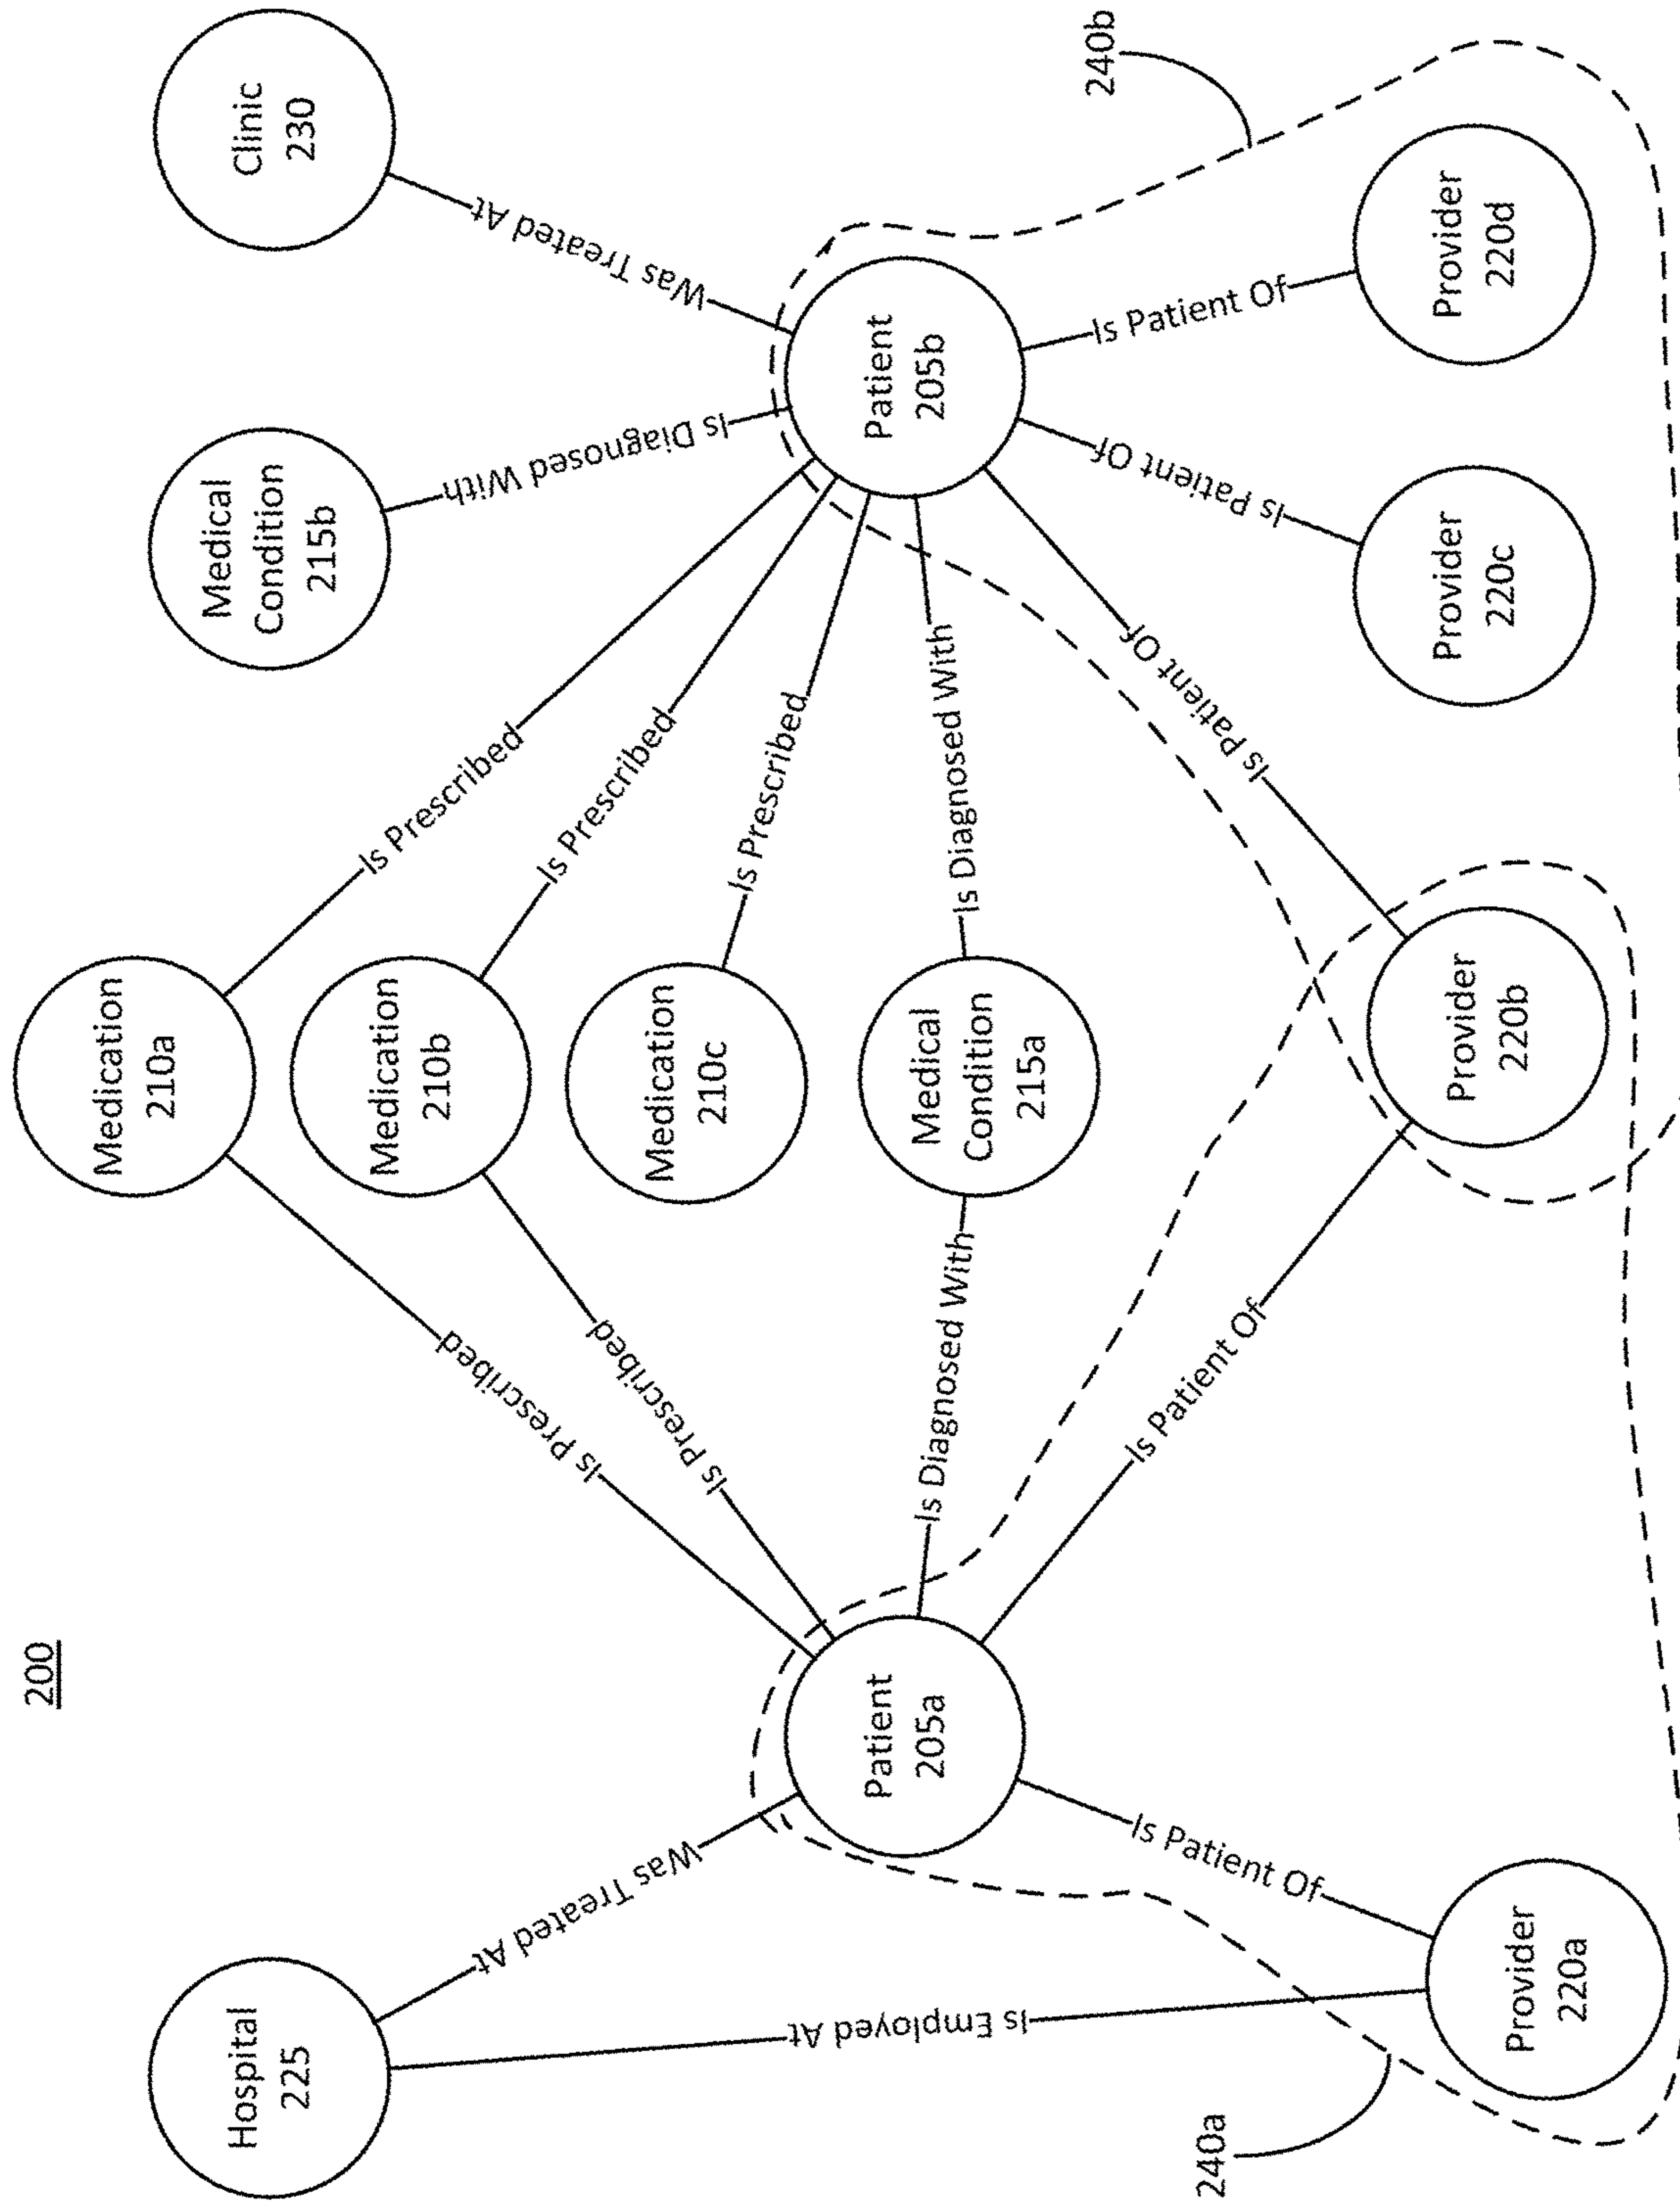 200
Medication
210a
Hospital
225
Medical
Condition
215b
Clinic
230
Medication
210b
Is Prescribed
Is Prescribed
Was Treated At
Is Diagnosed With
Was Treated At
Is Prescribed
Is Prescribed
Medication
210c
Is Prescribed
Is Employed At
Patient
205a
Patient
205b
Is Diagnosed With
Medical
Condition
215a
Is Diagnosed With
240a
240b
Is Patient Of
Is Patient Of
Is Patient Of
Is Patient Of
Is Patient Of
Provider
220a
Provider
220b
Provider
220c
Provider
220d